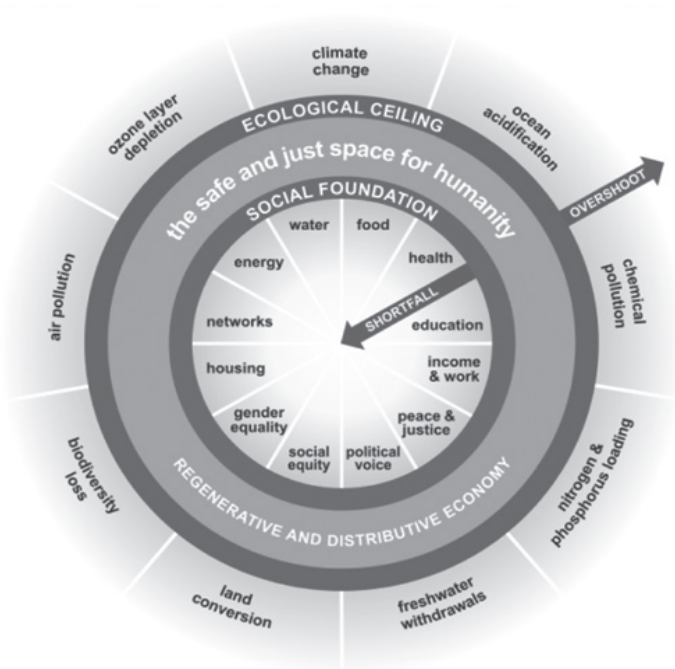 climate
change
ocean
acidification
chemical
pollution
nitrogen &
phosphorus loading
freshwater
withdrawals
land
conversion
biodiversity
loss
air pollution
ozone layer
depletion
ECOLOGICAL CEILING
OVERSHOOT
the safe and just space for humanity
SOCIAL FOUNDATION
water
food
health
SHORTFALL
education
income
& work
peace &
justice
political
voice
social
equity
gender
equality
housing
networks
energy
REGENERATIVE AND DISTRIBUTIVE ECONOMY